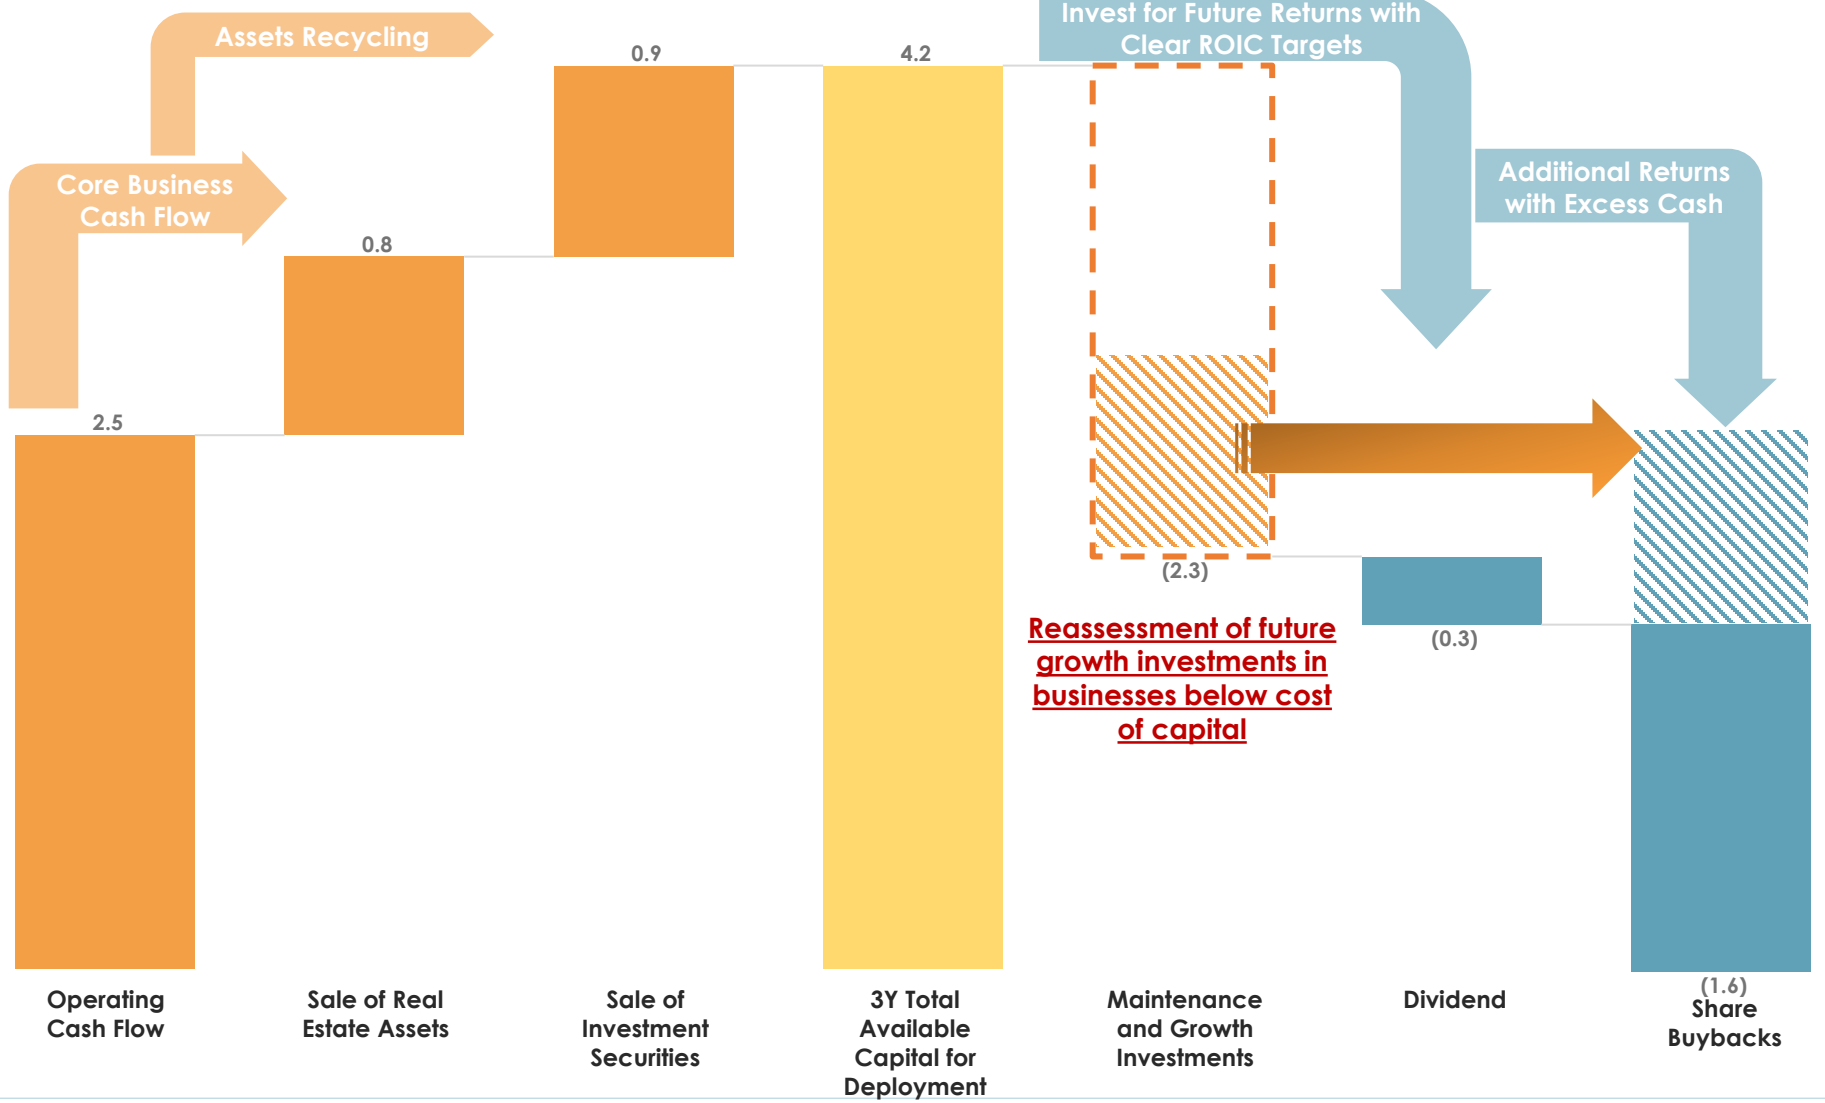 Assets Recycling
Core Business
Cash Flow
Invest for Future Returns with
Clear ROIC Targets
Additional Returns
with Excess Cash
2.5
0.8
0.9
4.2
(2.3)
(0.3)
(1.6)
Reassessment of future
growth investments in
businesses below cost
of capital
Operating
Cash Flow
Sale of Real
Estate Assets
Sale of
Investment
Securities
3Y Total
Available
Capital for
Deployment
Maintenance
and Growth
Investments
Dividend
Share
Buybacks